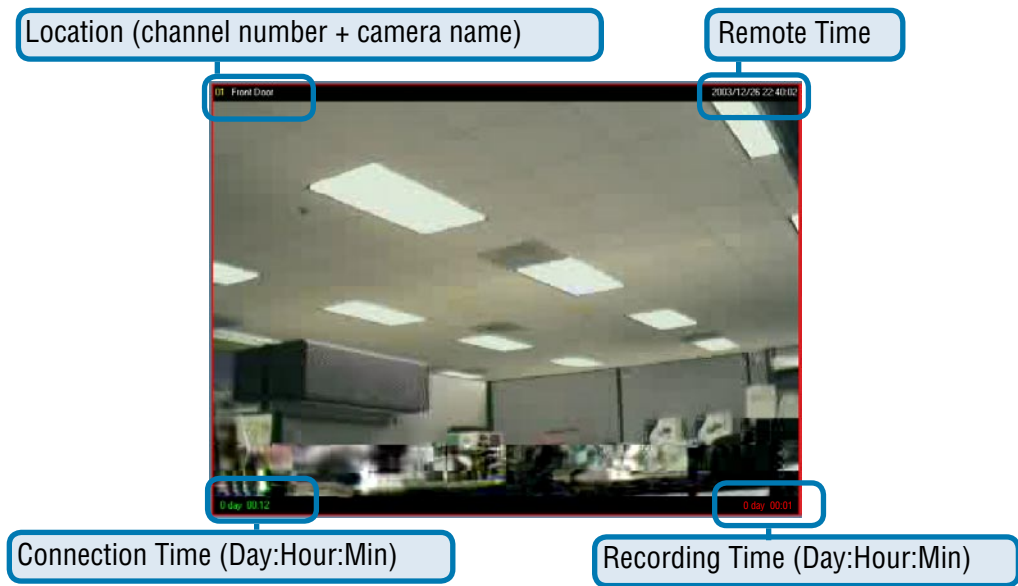 Location (channel number + camera name)
Remote Time
01 Front Door
2003/12/26 22:40:02
0 day 00:12
0 day 00:01
Connection Time (Day:Hour:Min)
Recording Time (Day:Hour:Min)